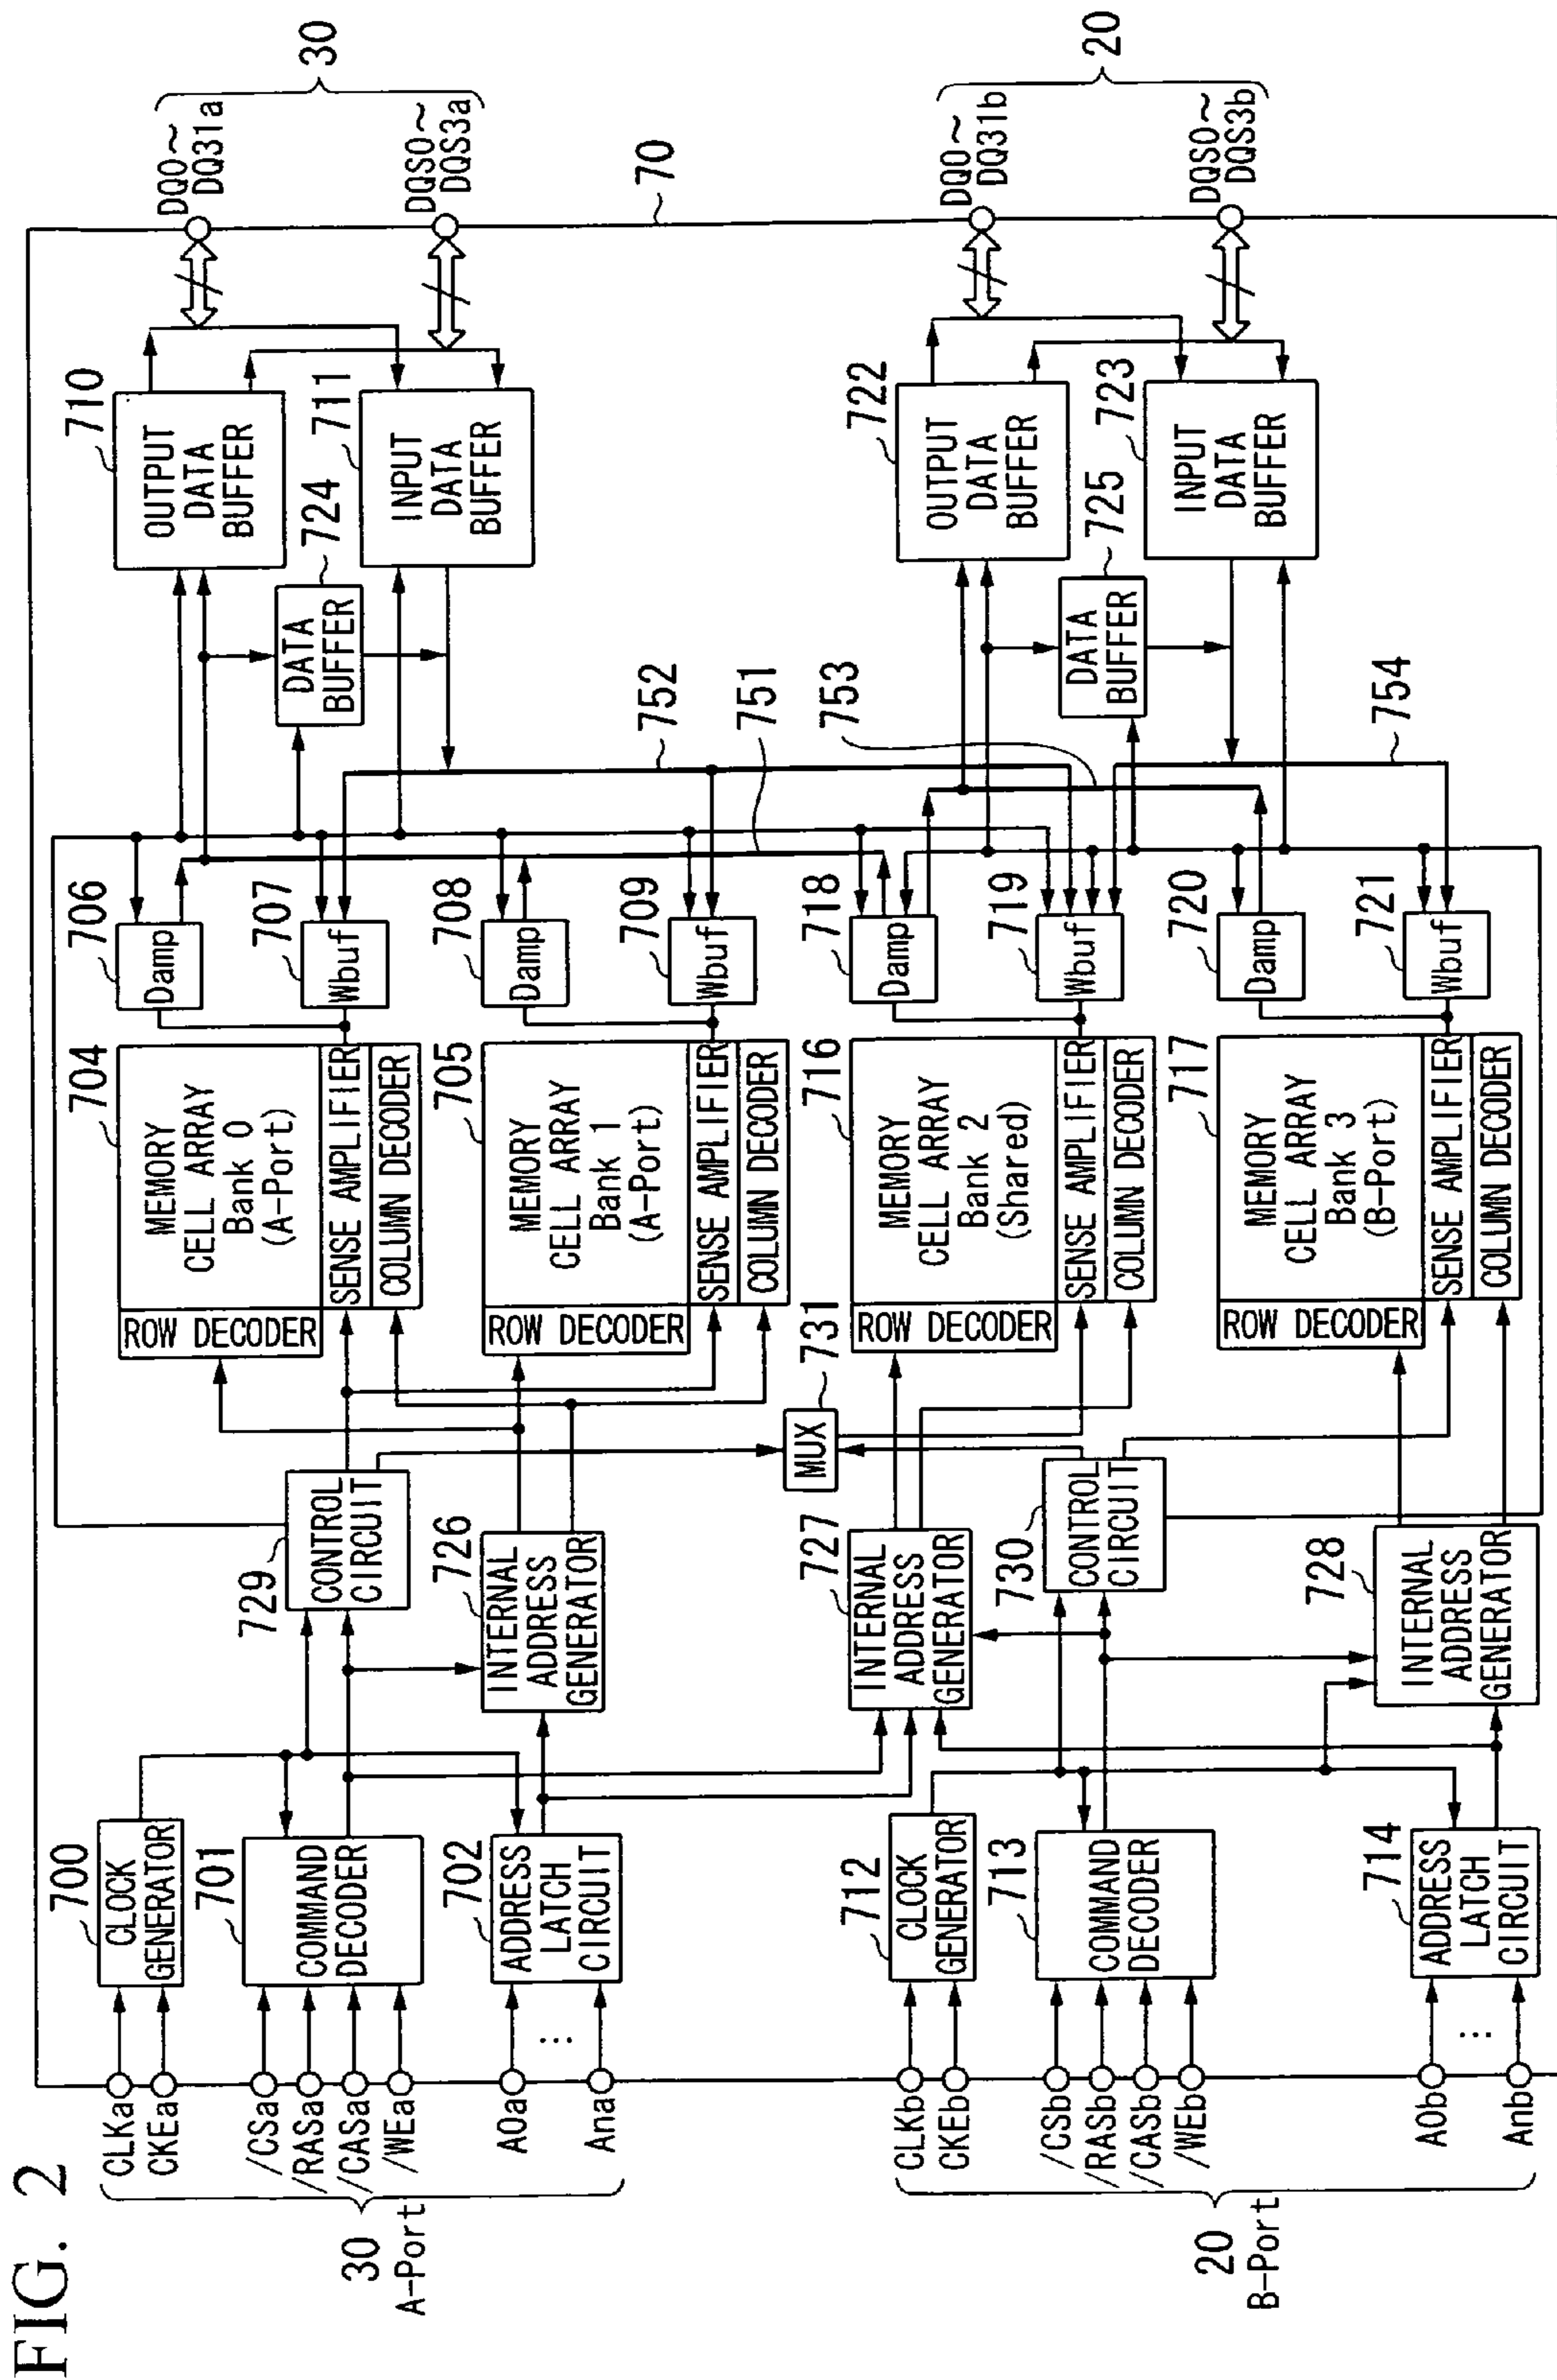 FIG. 2
30
A-Port
CLKa
CKEa
/CSa
/RASa
/CASa
/WEa
A0a
Ana
20
B-Port
CLKb
CKEb
/CSb
/RASb
/CASb
/WEb
A0b
Anb
700
CLOCK
GENERATOR
701
COMMAND
DECODER
702
ADDRESS
LATCH
CIRCUIT
712
CLOCK
GENERATOR
713
COMMAND
DECODER
714
ADDRESS
LATCH
CIRCUIT
729
CONTROL
CIRCUIT
726
INTERNAL
ADDRESS
GENERATOR
727
INTERNAL
ADDRESS
GENERATOR
730
CONTROL
CIRCUIT
728
INTERNAL
ADDRESS
GENERATOR
731
MUX
704
MEMORY
CELL ARRAY
Bank 0
(A-Port)
ROW DECODER
SENSE AMPLIFIER
COLUMN DECODER
705
MEMORY
CELL ARRAY
Bank 1
(A-Port)
ROW DECODER
SENSE AMPLIFIER
COLUMN DECODER
716
MEMORY
CELL ARRAY
Bank 2
(Shared)
ROW DECODER
SENSE AMPLIFIER
COLUMN DECODER
717
MEMORY
CELL ARRAY
Bank 3
(B-Port)
ROW DECODER
SENSE AMPLIFIER
COLUMN DECODER
706
Damp
707
Wbuf
708
Damp
709
Wbuf
718
Damp
719
Wbuf
720
Damp
721
Wbuf
752
751
753
754
724
DATA
BUFFER
725
DATA
BUFFER
710
OUTPUT
DATA
BUFFER
711
INPUT
DATA
BUFFER
722
OUTPUT
DATA
BUFFER
723
INPUT
DATA
BUFFER
70
DQ0~
DQ31a
DQS0~
DQS3a
30
DQ0~
DQ31b
DQS0~
DQS3b
20